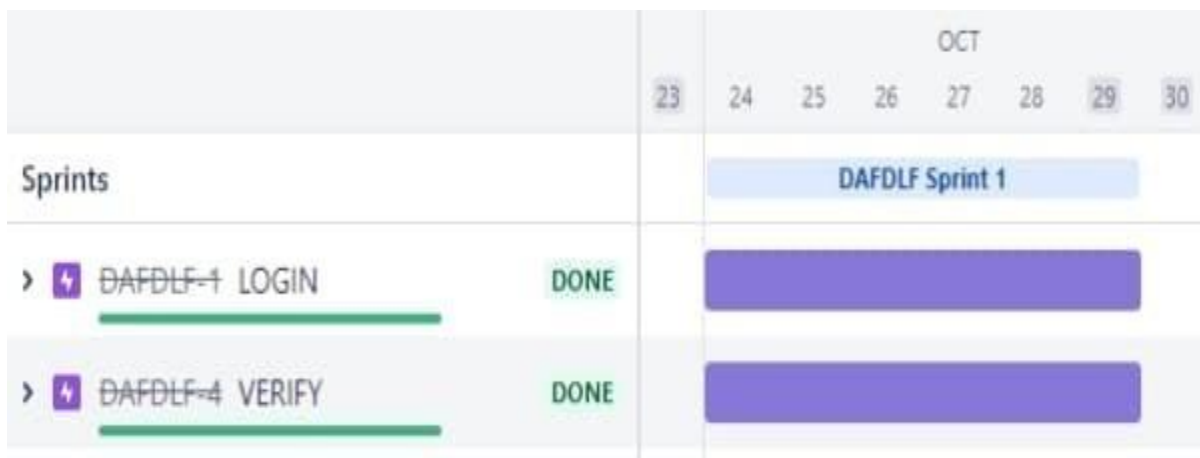 OCT
23 24 25 26 27 28 29 30
Sprints DAFDLF Sprint 1
DAFDLF-1 LOGIN DONE
DAFDLF-4 VERIFY DONE